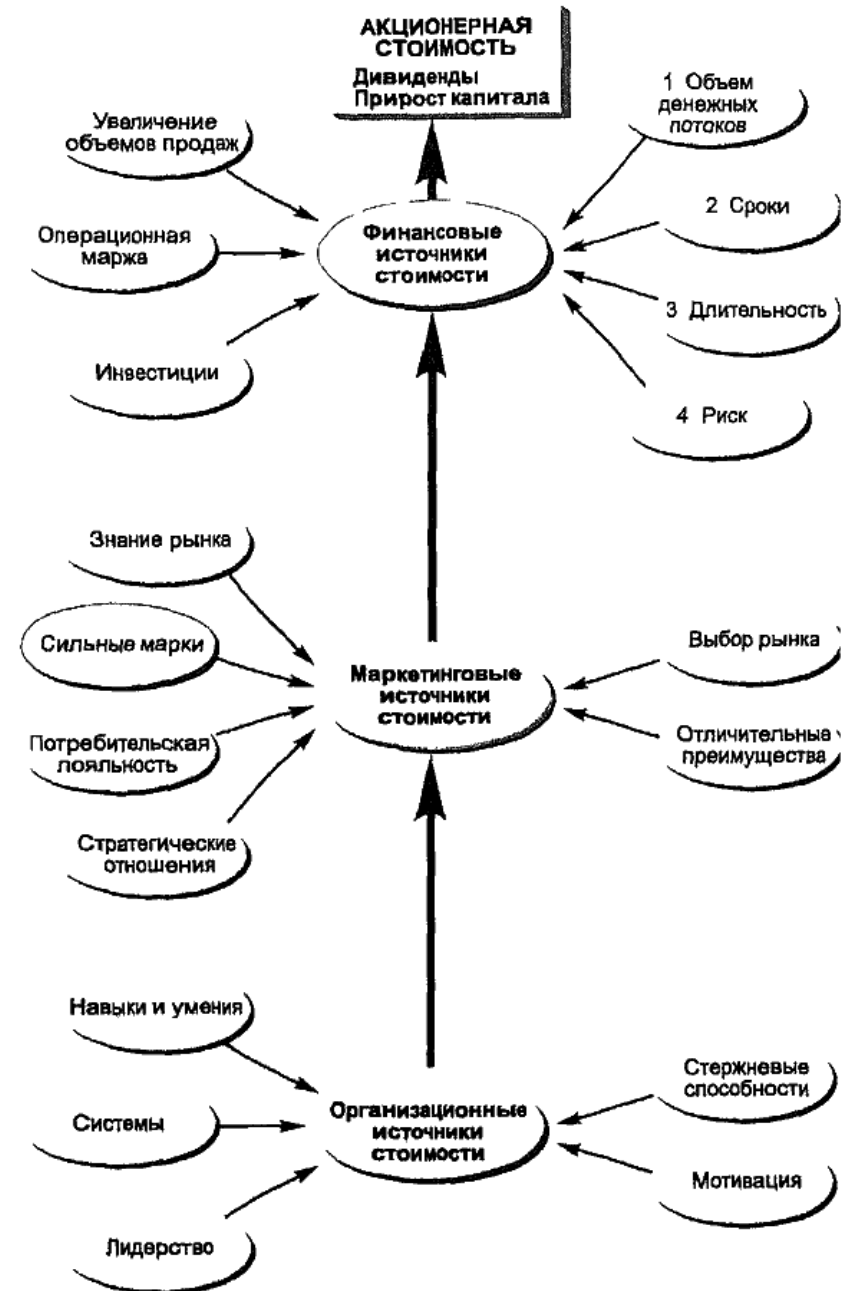 АКЦИОНЕРНАЯ
СТОИМОСТЬ
Дивиденды
Прирост капитала
Увеличение
объемов продаж
Операционная
маржа
Инвестиции
Финансовые
источники
стоимости
1 Объем
денежных
потоков
2 Сроки
3 Длительность
4 Риск
Знание рынка
Сильные марки
Потребительская
лояльность
Стратегические
отношения
Маркетинговые
источники
стоимости
Выбор рынка
Отличительные
преимущества
Навыки и умения
Системы
Лидерство
Организационные
источники
стоимости
Стержневые
способности
Мотивация